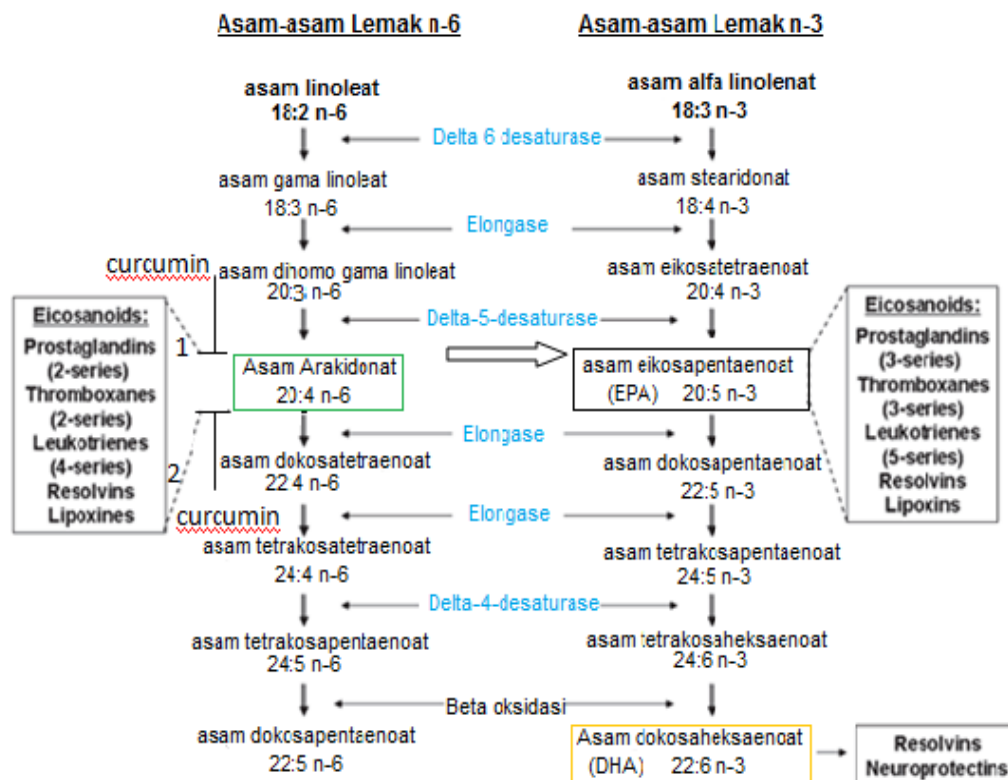 Asam-asam Lemak n-6
Asam-asam Lemak n-3
asam linoleat
18:2 n-6
asam alfa linolenat
18:3 n-3
Delta 6 desaturase
asam gama linoleat
18:3 n-6
asam stearidonat
18:4 n-3
Elongase
curcumin
asam dinomo gama linoleat
20:3 n-6
asam eikosatetraenoat
20:4 n-3
Delta-5-desaturase
Eicosanoids:
Prostaglandins
(2-series)
Thromboxanes
(2-series)
Leukotrienes
(4-series)
Resolvins
Lipoxines
1
2
Asam Arakidonat
20:4 n-6
asam eikosapentaenoat
(EPA) 20:5 n-3
Eicosanoids:
Prostaglandins
(3-series)
Thromboxanes
(3-series)
Leukotrienes
(5-series)
Resolvins
Lipoxins
Elongase
asam dokosatetraenoat
22:4 n-6
asam dokosapentaenoat
22:5 n-3
curcumin
Elongase
asam tetrakosatetraenoat
24:4 n-6
asam tetrakosapentaenoat
24:5 n-3
Delta-4-desaturase
asam tetrakosapentaenoat
24:5 n-6
asam tetrakosaheksaenoat
24:6 n-3
Beta oksidasi
asam dokosapentaenoat
22:5 n-6
Asam dokosaheksaenoat
(DHA) 22:6 n-3
Resolvins
Neuroprotectins